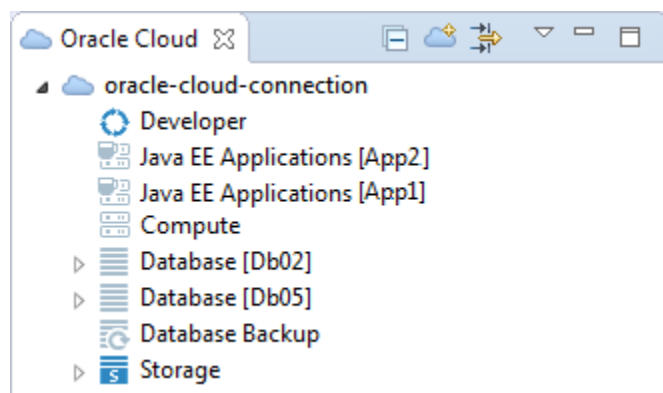 Oracle Cloud
oracle-cloud-connection
Developer
Java EE Applications [App2]
Java EE Applications [App1]
Compute
Database [Db02]
Database [Db05]
Database Backup
S Storage